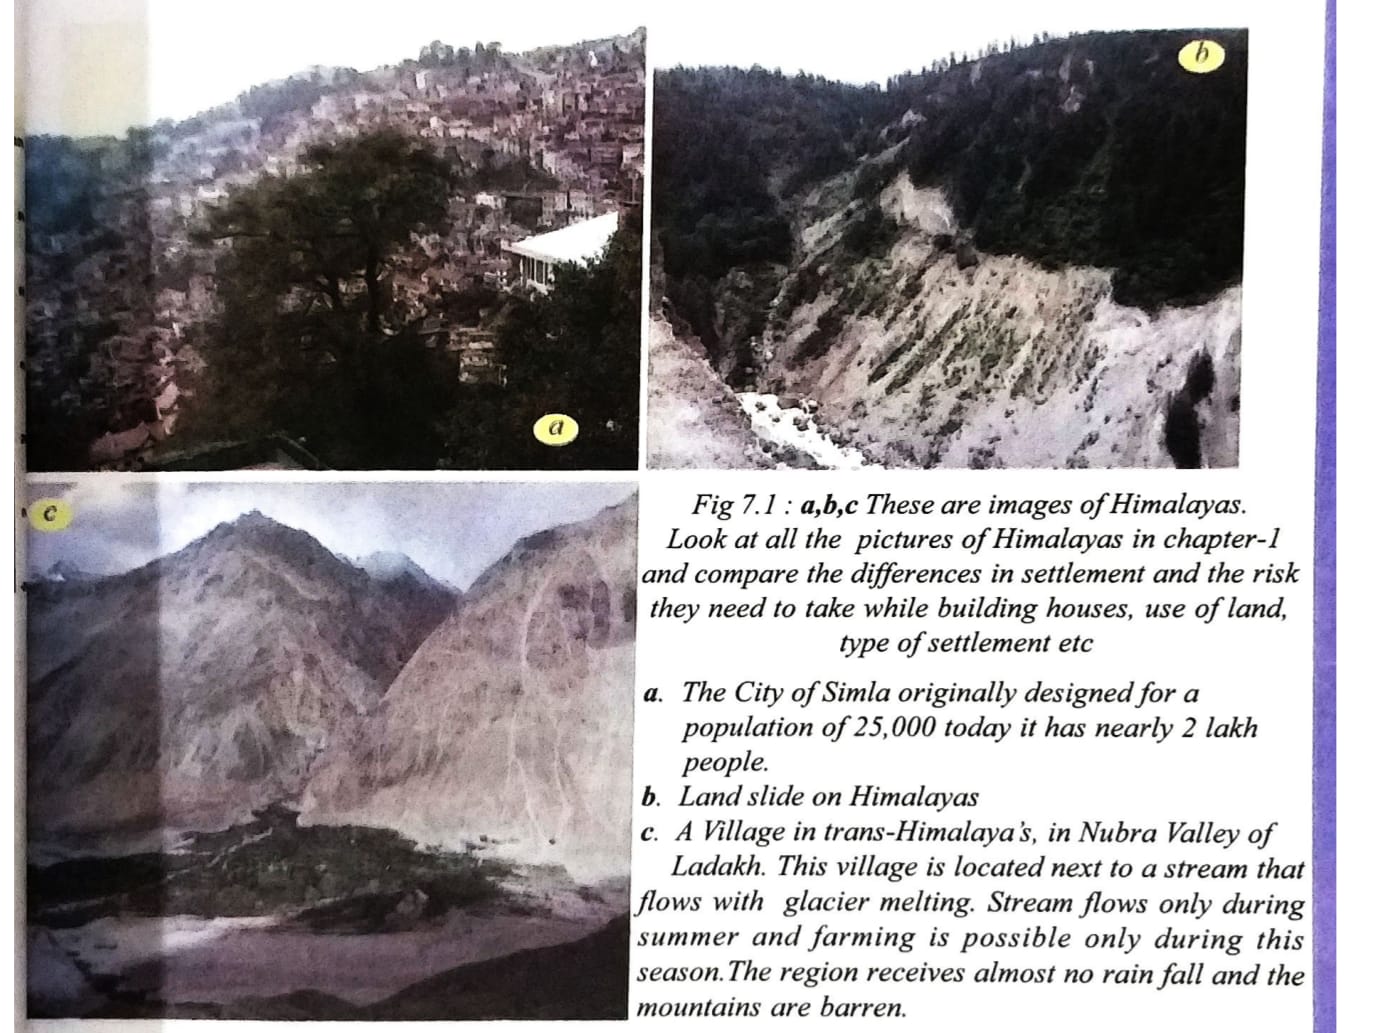 a
b
c
Fig 7.1 : a,b,c These are images of Himalayas.
Look at all the pictures of Himalayas in chapter-1
and compare the differences in settlement and the risk
they need to take while building houses, use of land,
type of settlement etc
a. The City of Simla originally designed for a
population of 25,000 today it has nearly 2 lakh
people.
b. Land slide on Himalayas
c. A Village in trans-Himalaya's, in Nubra Valley of
Ladakh. This village is located next to a stream that
flows with glacier melting. Stream flows only during
summer and farming is possible only during this
season. The region receives almost no rain fall and the
mountains are barren.